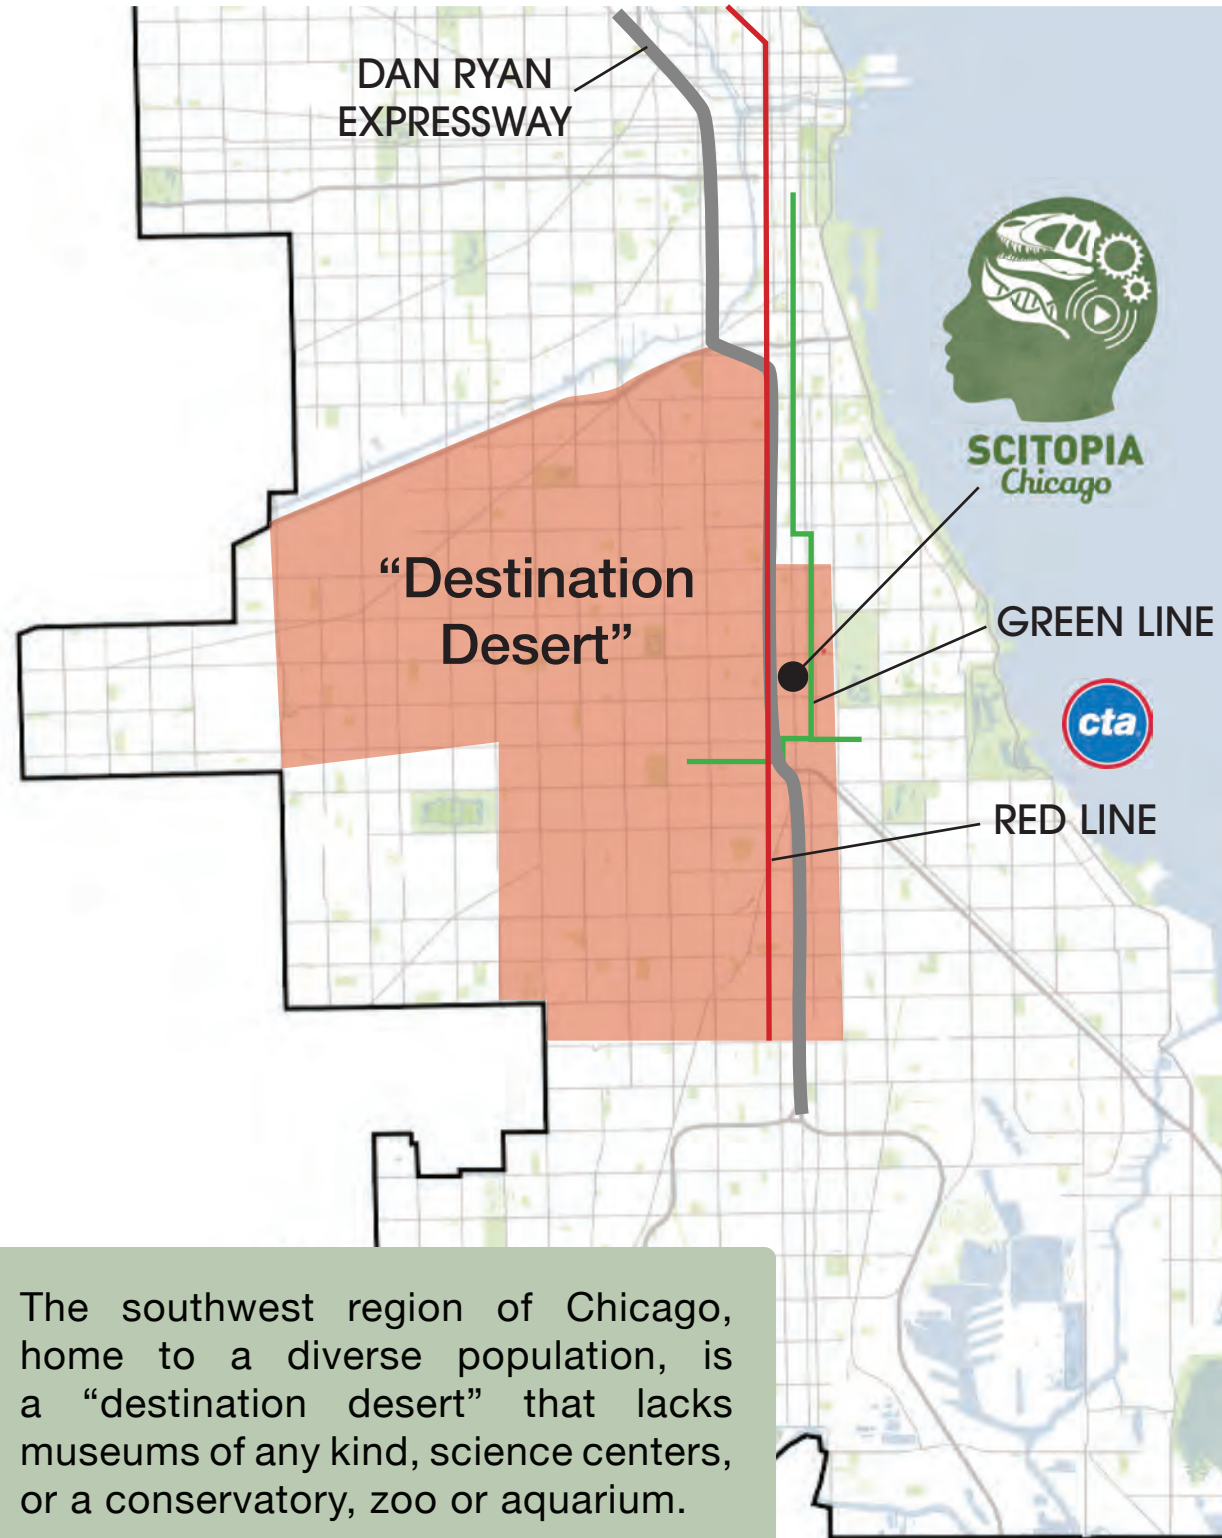 DAN RYAN
EXPRESSWAY
SCITOPIA
Chicago
“Destination
Desert”
GREEN LINE
cta
RED LINE
The southwest region of Chicago,
home to a diverse population, is
a “destination desert” that lacks
museums of any kind, science centers,
or a conservatory, zoo or aquarium.